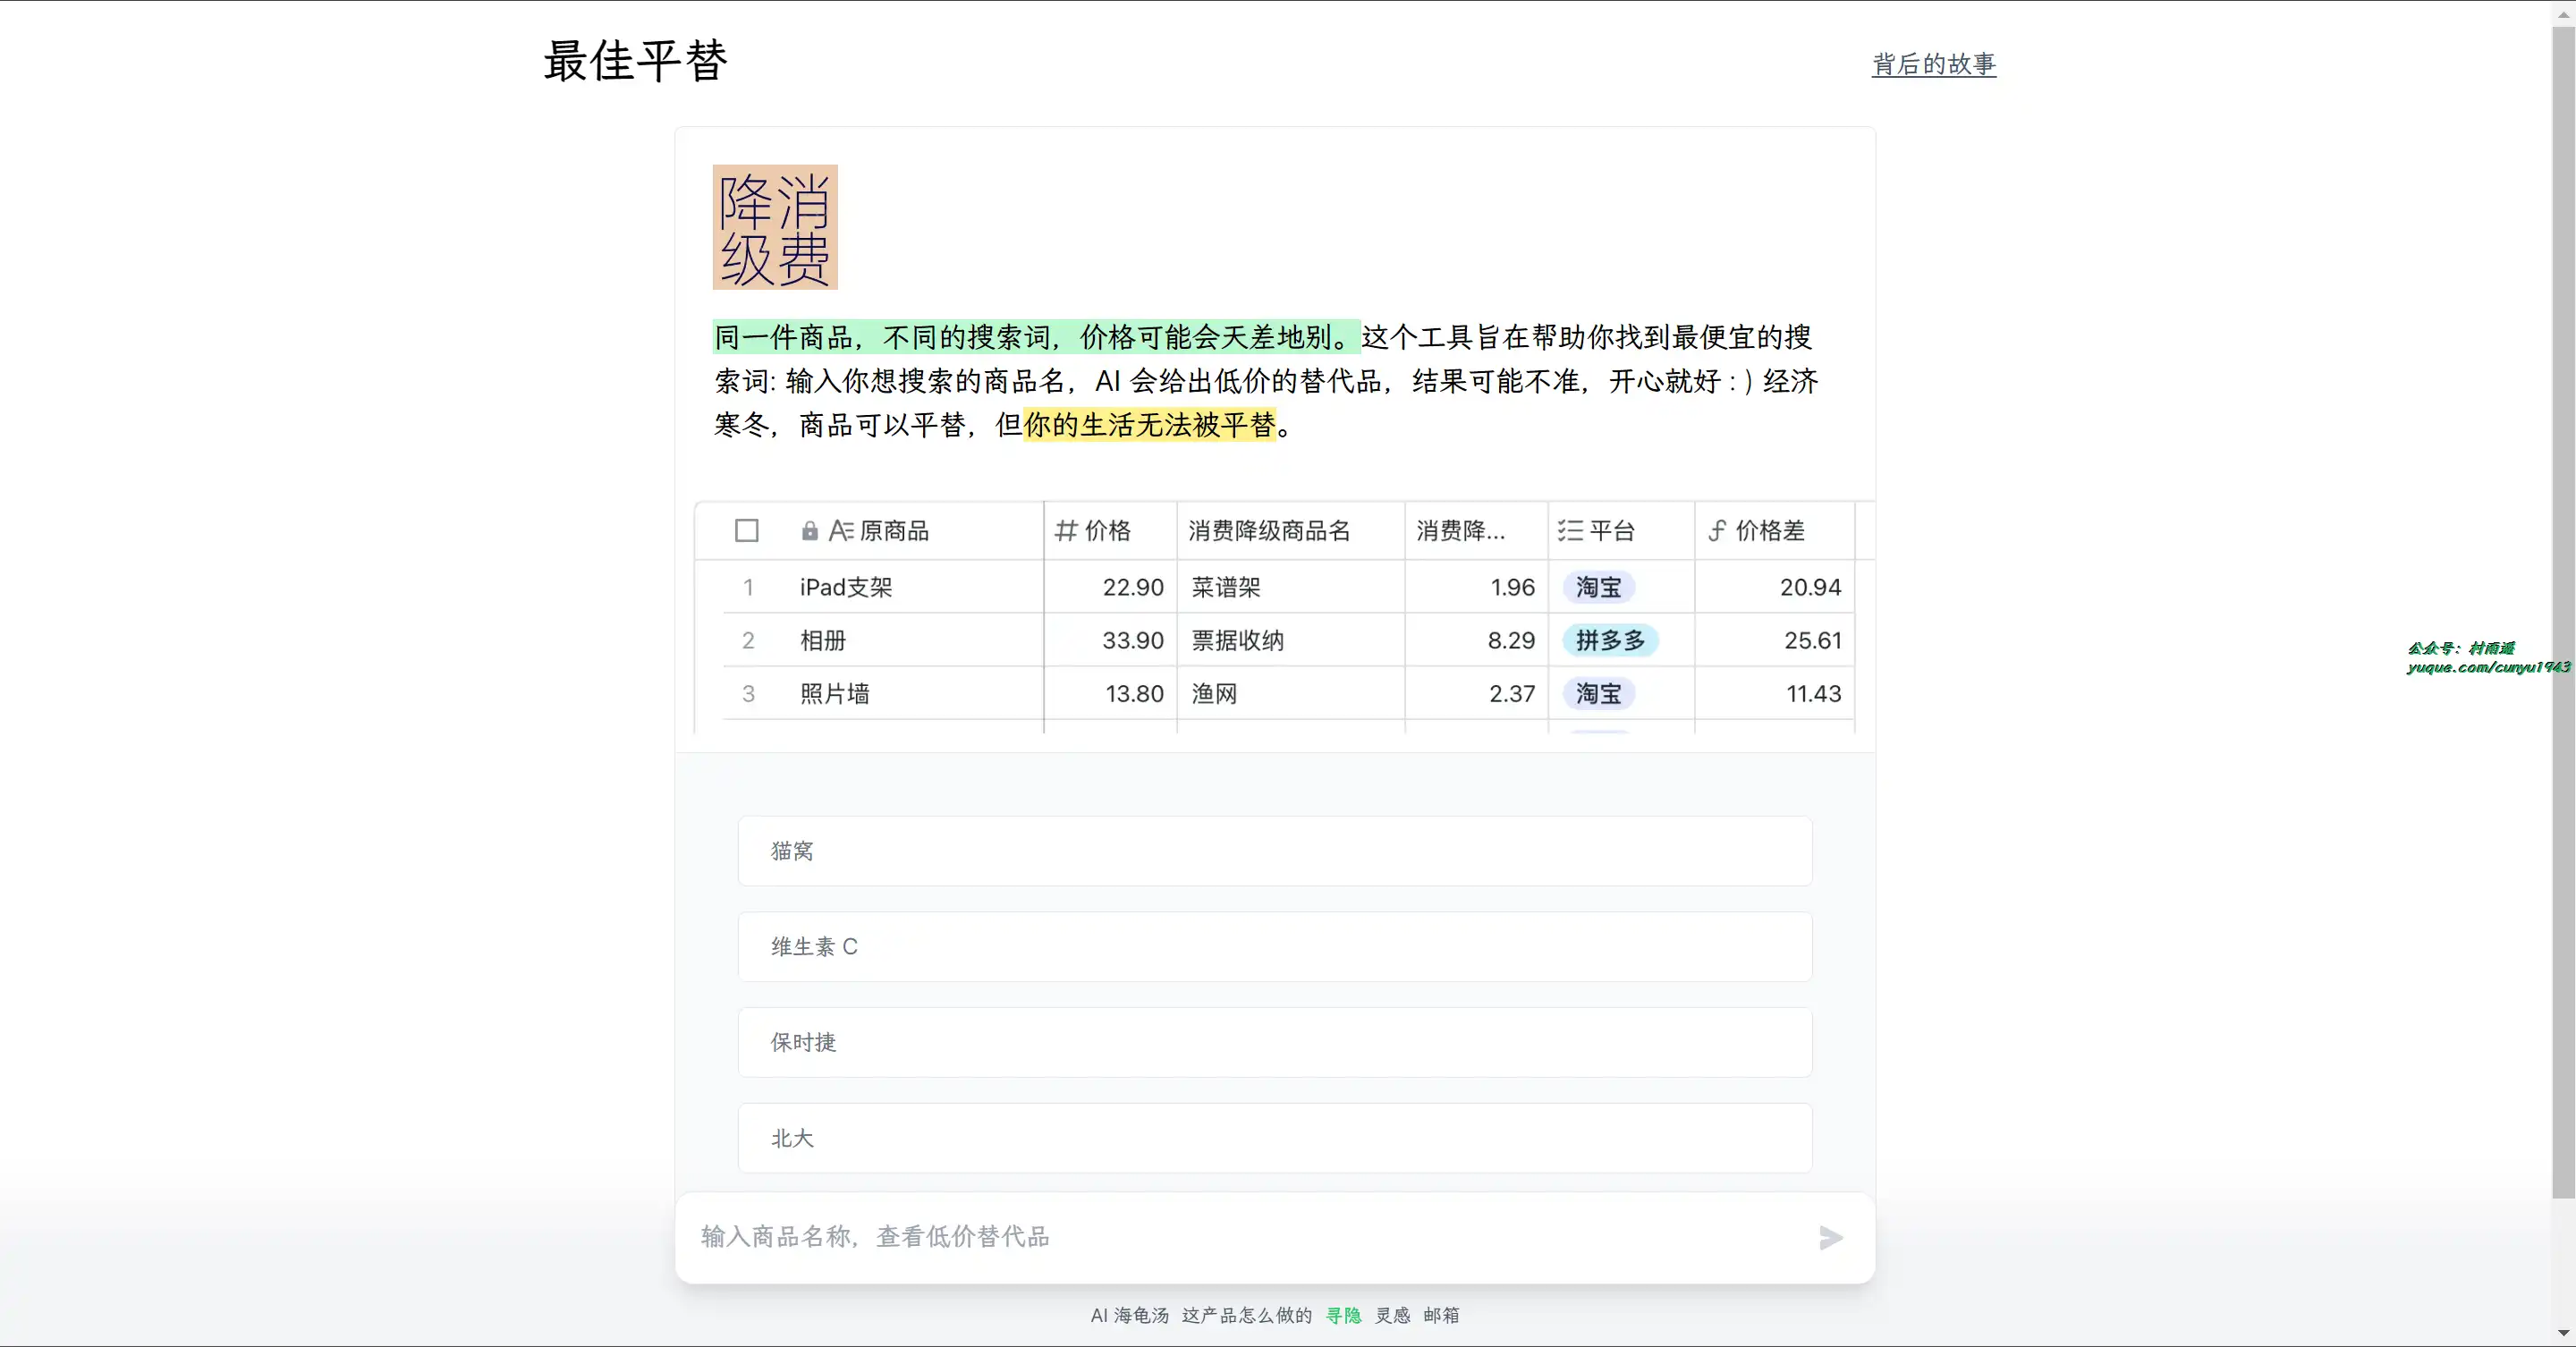 最佳平替
背后的故事
消费
降级
同一件商品，不同的搜索词，价格可能会天差地别。这个工具旨在帮助你找到最便宜的搜
索词: 输入你想搜索的商品名，AI 会给出低价的替代品，结果可能不准，开心就好 : ) 经济
寒冬，商品可以平替，但你的生活无法被平替。
原商品 价格 消费降级商品名 消费降... 平台 价格差
1 iPad支架 22.90 菜谱架 1.96 淘宝 20.94
2 相册 33.90 票据收纳 8.29 拼多多 25.61
3 照片墙 13.80 渔网 2.37 淘宝 11.43
公众号：村雨遥
yuque.com/cunyu1943
猫窝
维生素 C
保时捷
北大
输入商品名称，查看低价替代品
AI 海龟汤 这产品怎么做的 寻隐 灵感 邮箱